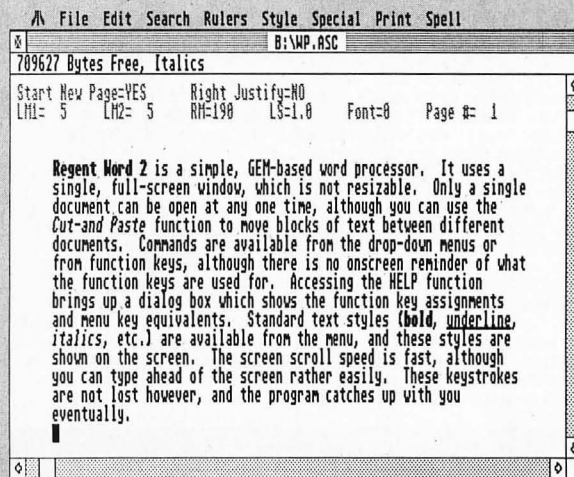 File Edit Search Rulers Style Special Print Spell
B:\WP.ASC
709627 Bytes Free, Italics
Start New Page=YES Right Justify=NO
LM1= 5 LM2= 5 RM=190 LS=1.0 Font=0 Page #= 1
Regent Word 2 is a simple, GEM-based word processor. It uses a
single, full-screen window, which is not resizable. Only a single
document can be open at any one time, although you can use the
Cut-and Paste function to move blocks of text between different
documents. Commands are available from the drop-down menus or
from function keys, although there is no onscreen reminder of what
the function keys are used for. Accessing the HELP function
brings up a dialog box which shows the function key assignments
and menu key equivalents. Standard text styles (bold, underline,
italics, etc.) are available from the menu, and these styles are
shown on the screen. The screen scroll speed is fast, although
you can type ahead of the screen rather easily. These keystrokes
are not lost however, and the program catches up with you
eventually.